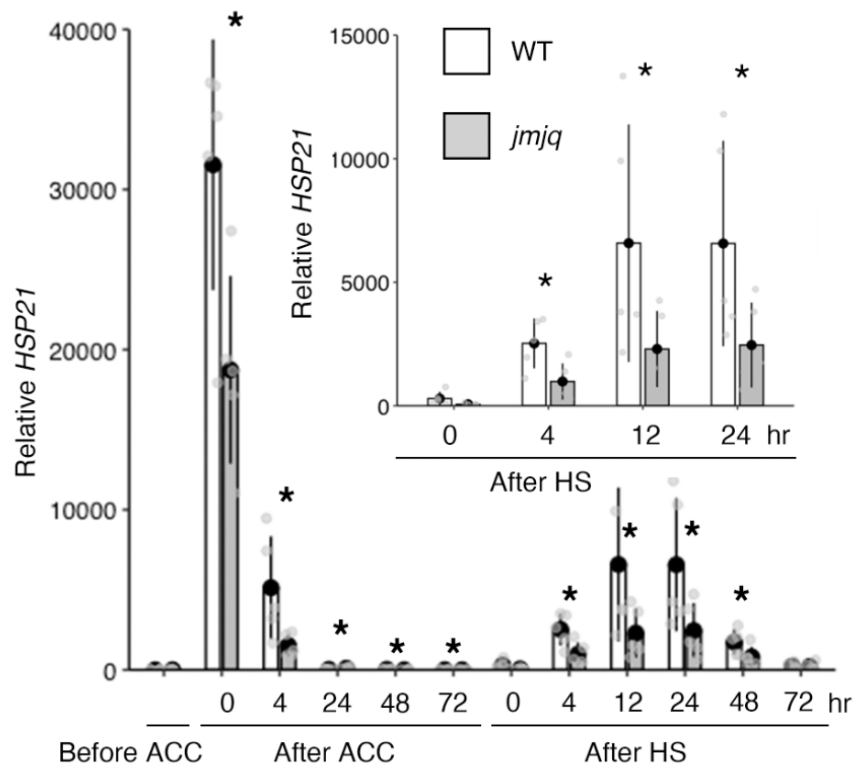 40000
30000
20000
10000
0
Relative HSP21
*
*
*
*
*
*
*
*
*
0 4 24 48 72 0 4 12 24 48 72 hr
Before ACC After ACC After HS
15000
10000
5000
0
Relative HSP21
WT
jmjq
*
*
*
0 4 12 24 hr
After HS